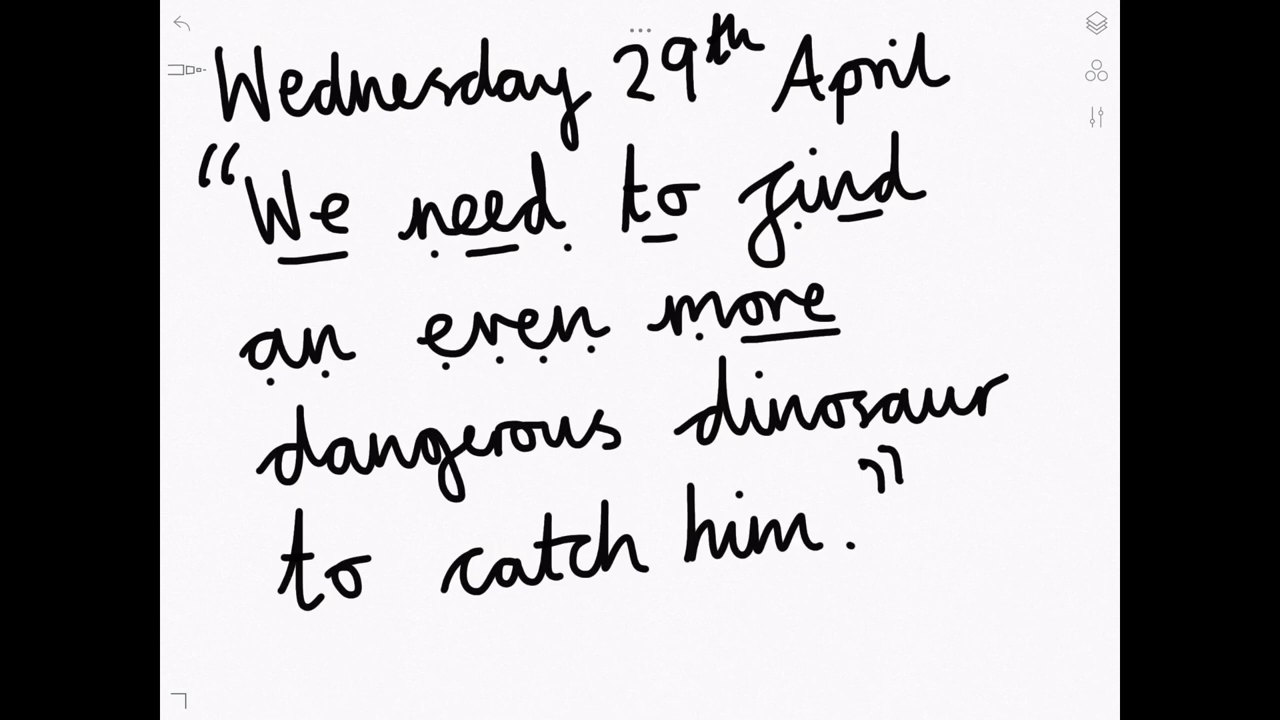 Wednesday 29th April
“We need to find
an even more
dangerous dinosaur
to catch him.”